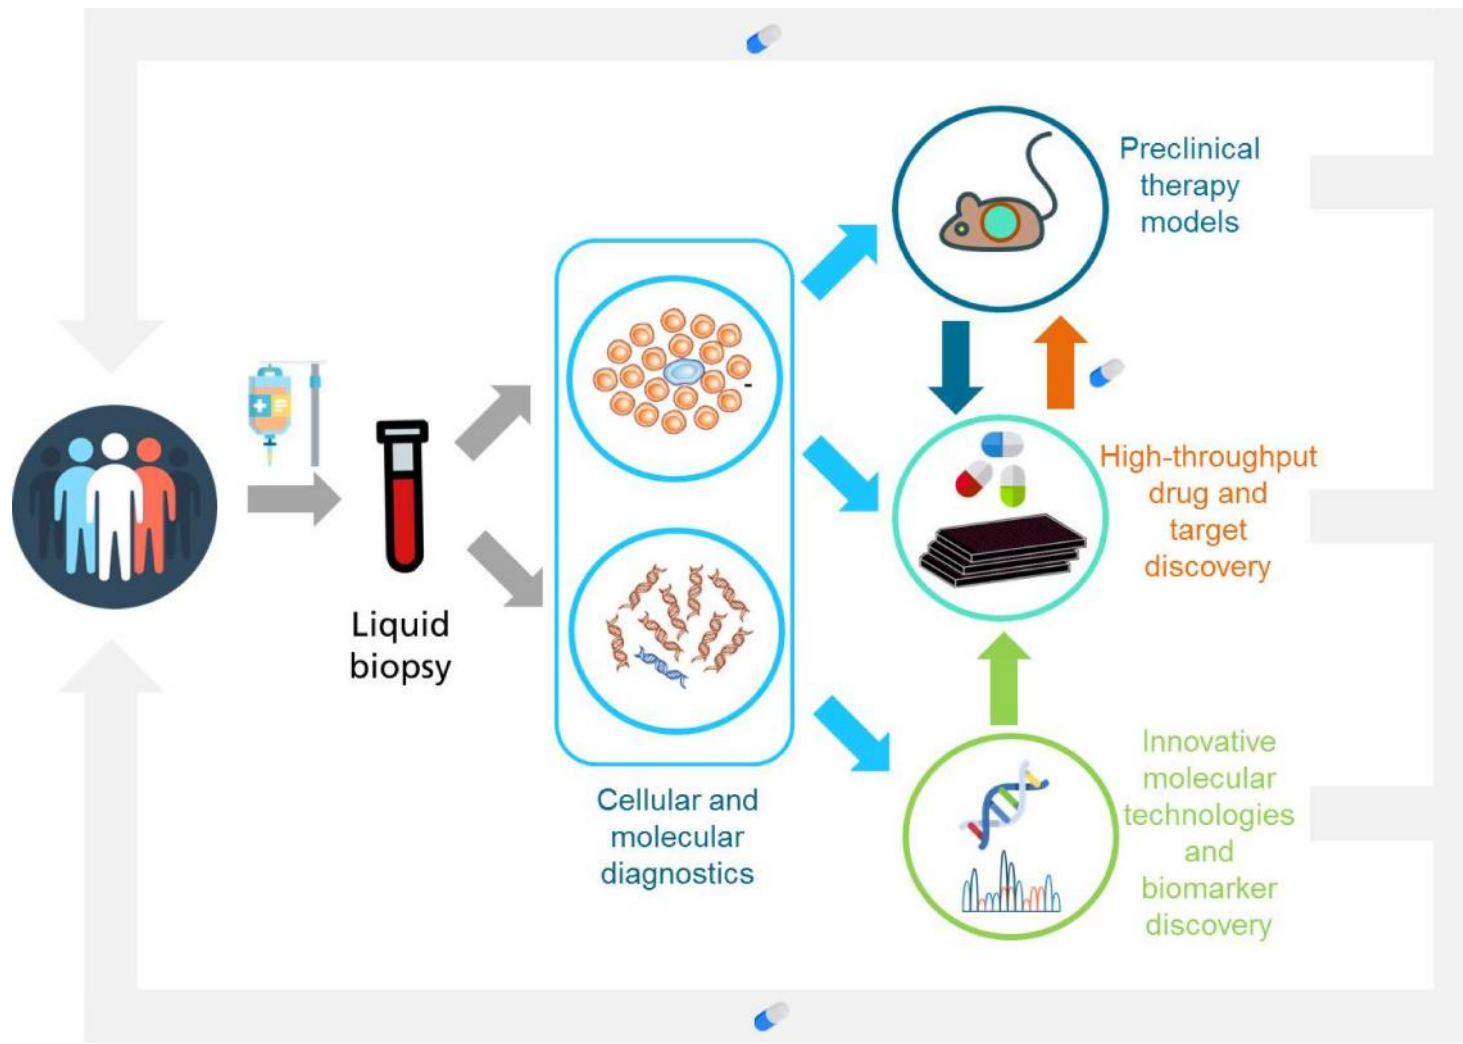 Preclinical
therapy
models
Liquid
biopsy
High-throughput
drug and
target
discovery
Cellular and
molecular
diagnostics
Innovative
molecular
technologies
and
biomarker
discovery